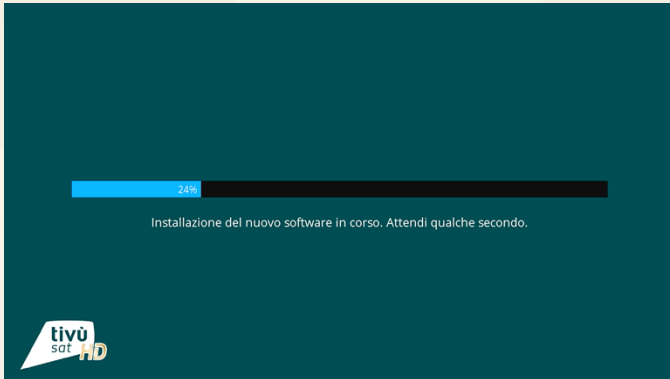 24%
Installazione del nuovo software in corso. Attendi qualche secondo.
tivù
sat HD